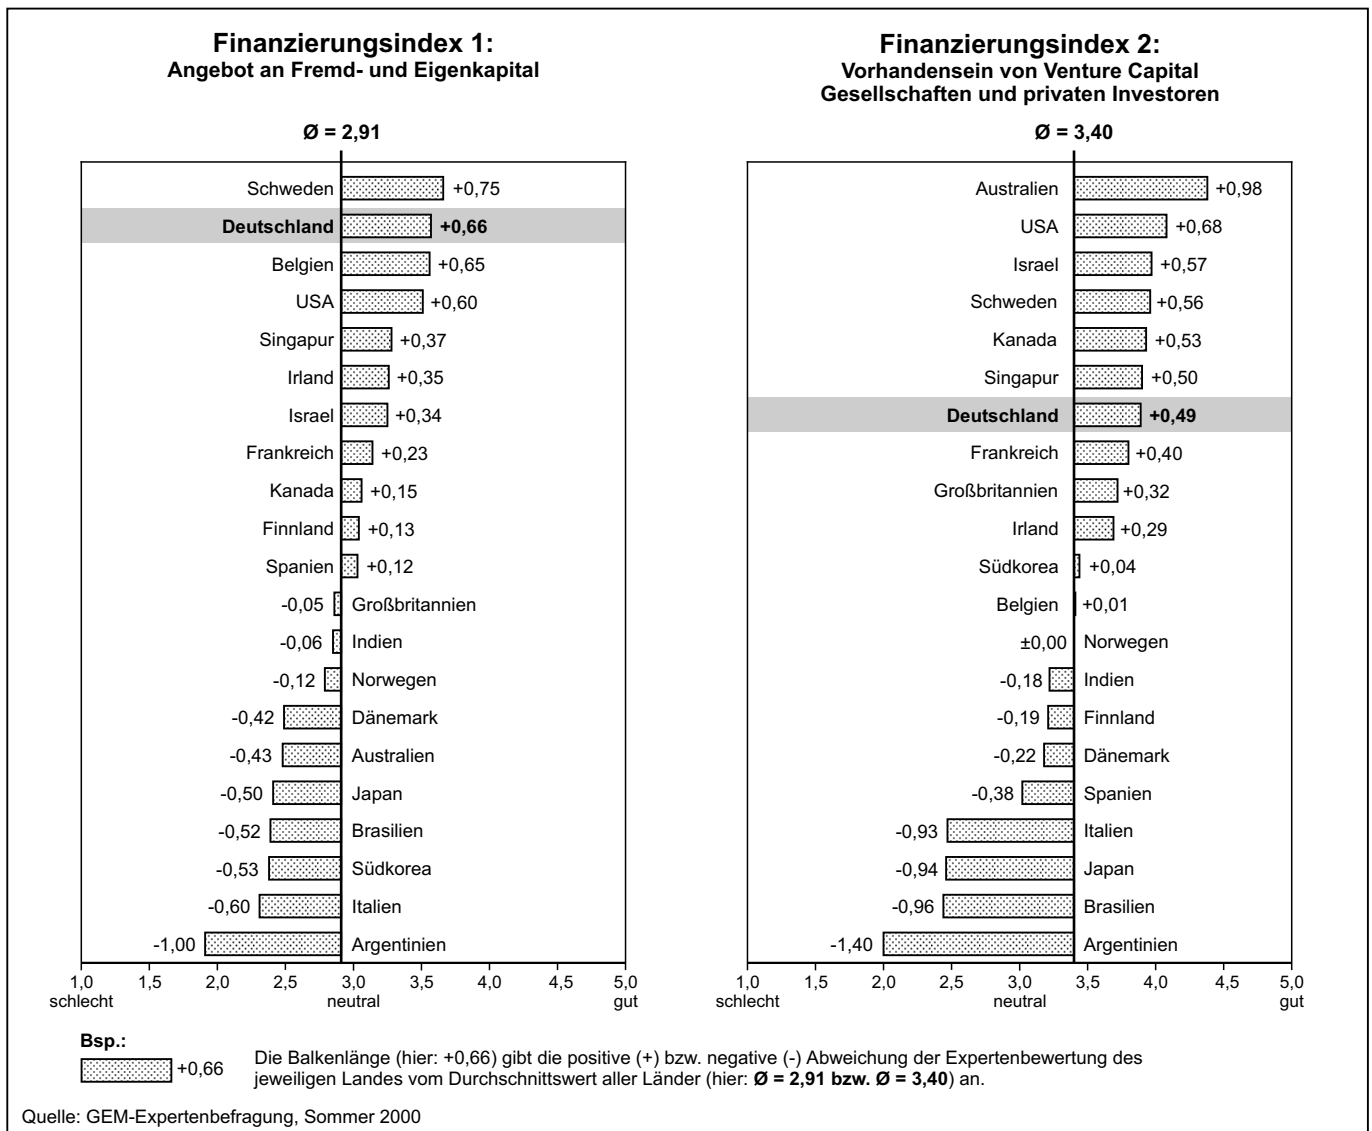 Finanzierungsindex 1:
Angebot an Fremd- und Eigenkapital
Ø = 2,91
Schweden +0,75
Deutschland +0,66
Belgien +0,65
USA +0,60
Singapur +0,37
Irland +0,35
Israel +0,34
Frankreich +0,23
Kanada +0,15
Finnland +0,13
Spanien +0,12
-0,05 Großbritannien
-0,06 Indien
-0,12 Norwegen
-0,42 Dänemark
-0,43 Australien
-0,50 Japan
-0,52 Brasilien
-0,53 Südkorea
-0,60 Italien
-1,00 Argentinien
1,0 1,5 2,0 2,5 3,0 3,5 4,0 4,5 5,0
schlecht neutral gut
Finanzierungsindex 2:
Vorhandensein von Venture Capital
Gesellschaften und privaten Investoren
Ø = 3,40
Australien +0,98
USA +0,68
Israel +0,57
Schweden +0,56
Kanada +0,53
Singapur +0,50
Deutschland +0,49
Frankreich +0,40
Großbritannien +0,32
Irland +0,29
Südkorea +0,04
Belgien +0,01
±0,00 Norwegen
-0,18 Indien
-0,19 Finnland
-0,22 Dänemark
-0,38 Spanien
-0,93 Italien
-0,94 Japan
-0,96 Brasilien
-1,40 Argentinien
1,0 1,5 2,0 2,5 3,0 3,5 4,0 4,5 5,0
schlecht neutral gut
Bsp.:
+0,66
Die Balkenlänge (hier: +0,66) gibt die positive (+) bzw. negative (-) Abweichung der Expertenbewertung des
jeweiligen Landes vom Durchschnittswert aller Länder (hier: Ø = 2,91 bzw. Ø = 3,40) an.
Quelle: GEM-Expertenbefragung, Sommer 2000